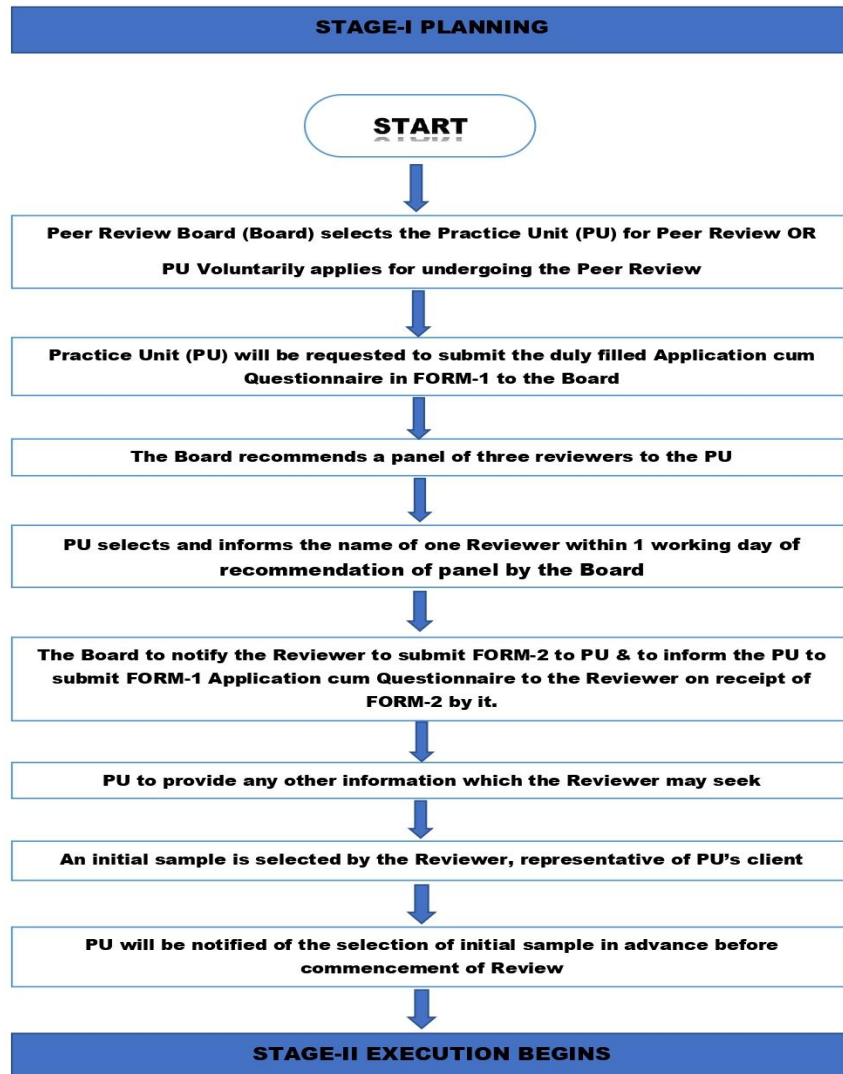 STAGE-I PLANNING
START
Peer Review Board (Board) selects the Practice Unit (PU) for Peer Review OR
PU Voluntarily applies for undergoing the Peer Review
Practice Unit (PU) will be requested to submit the duly filled Application cum
Questionnaire in FORM-1 to the Board
The Board recommends a panel of three reviewers to the PU
PU selects and informs the name of one Reviewer within 1 working day of
recommendation of panel by the Board
The Board to notify the Reviewer to submit FORM-2 to PU & to inform the PU to
submit FORM-1 Application cum Questionnaire to the Reviewer on receipt of
FORM-2 by it.
PU to provide any other information which the Reviewer may seek
An initial sample is selected by the Reviewer, representative of PU’s client
PU will be notified of the selection of initial sample in advance before
commencement of Review
STAGE-II EXECUTION BEGINS